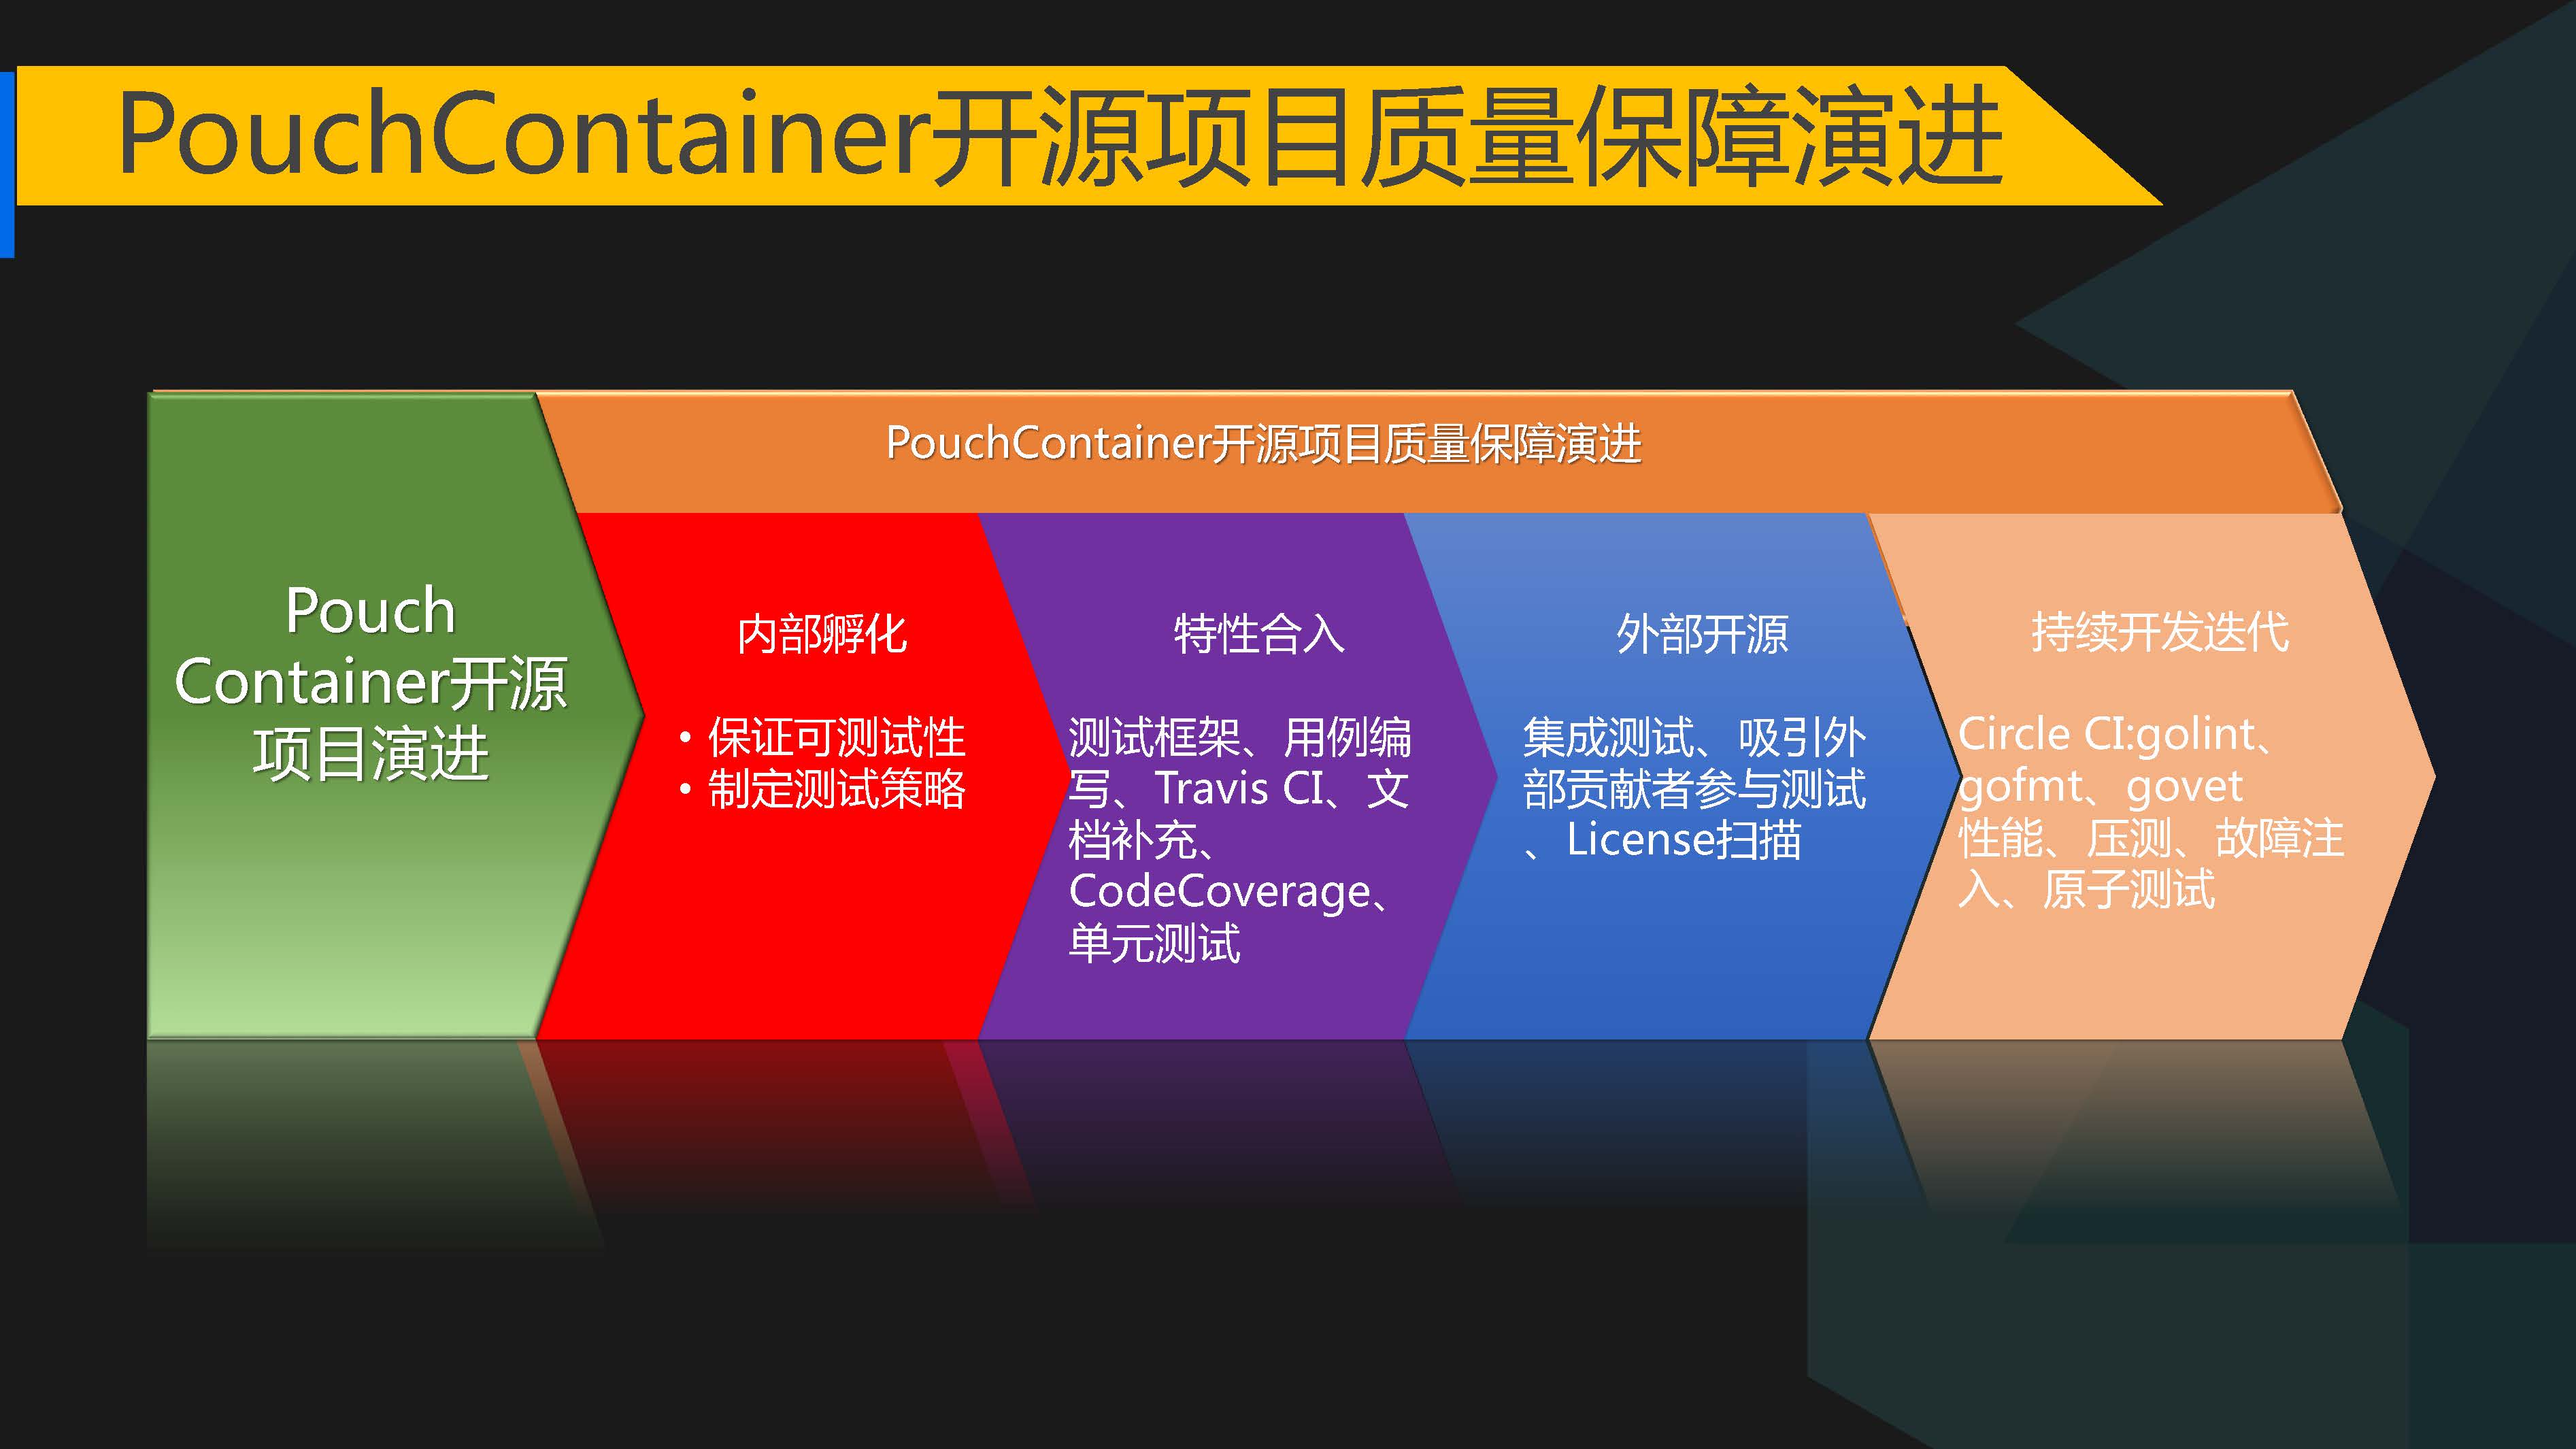 PouchContainer开源项目质量保障演进
PouchContainer开源项目质量保障演进
Pouch
Container开源
项目演进
内部孵化
• 保证可测试性
• 制定测试策略
特性合入
测试框架、用例编
写、Travis CI、文
档补充、
CodeCoverage、
单元测试
外部开源
集成测试、吸引外
部贡献者参与测试
、License扫描
持续开发迭代
Circle CI:golint、
gofmt、govet
性能、压测、故障注
入、原子测试